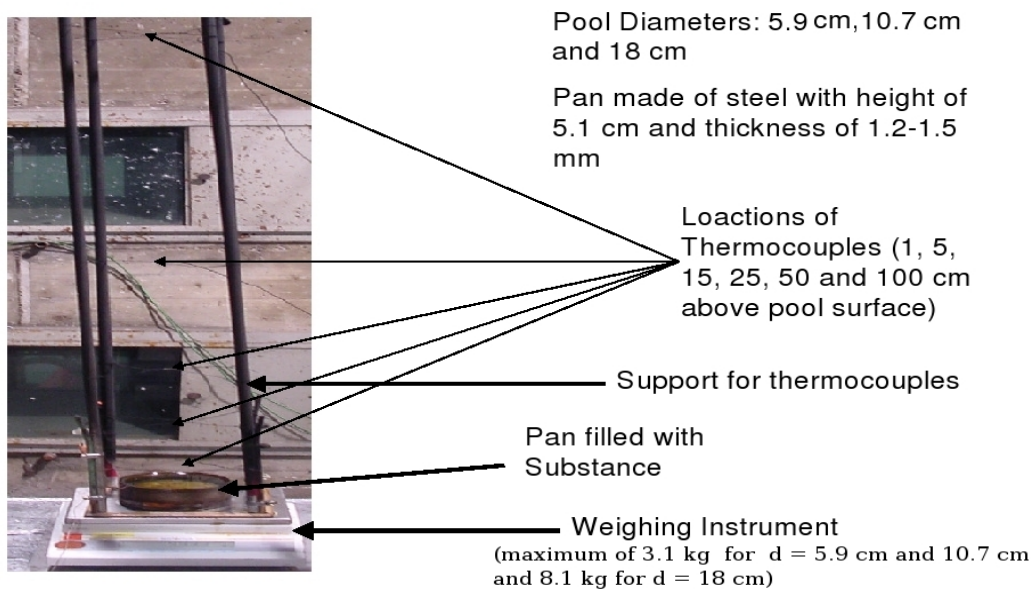 Pool Diameters: 5.9 cm,10.7 cm
and 18 cm
Pan made of steel with height of
5.1 cm and thickness of 1.2-1.5
mm
Loactions of
Thermocouples (1, 5,
15, 25, 50 and 100 cm
above pool surface)
Support for thermocouples
Pan filled with
Substance
Weighing Instrument
(maximum of 3.1 kg for d = 5.9 cm and 10.7 cm
and 8.1 kg for d = 18 cm)